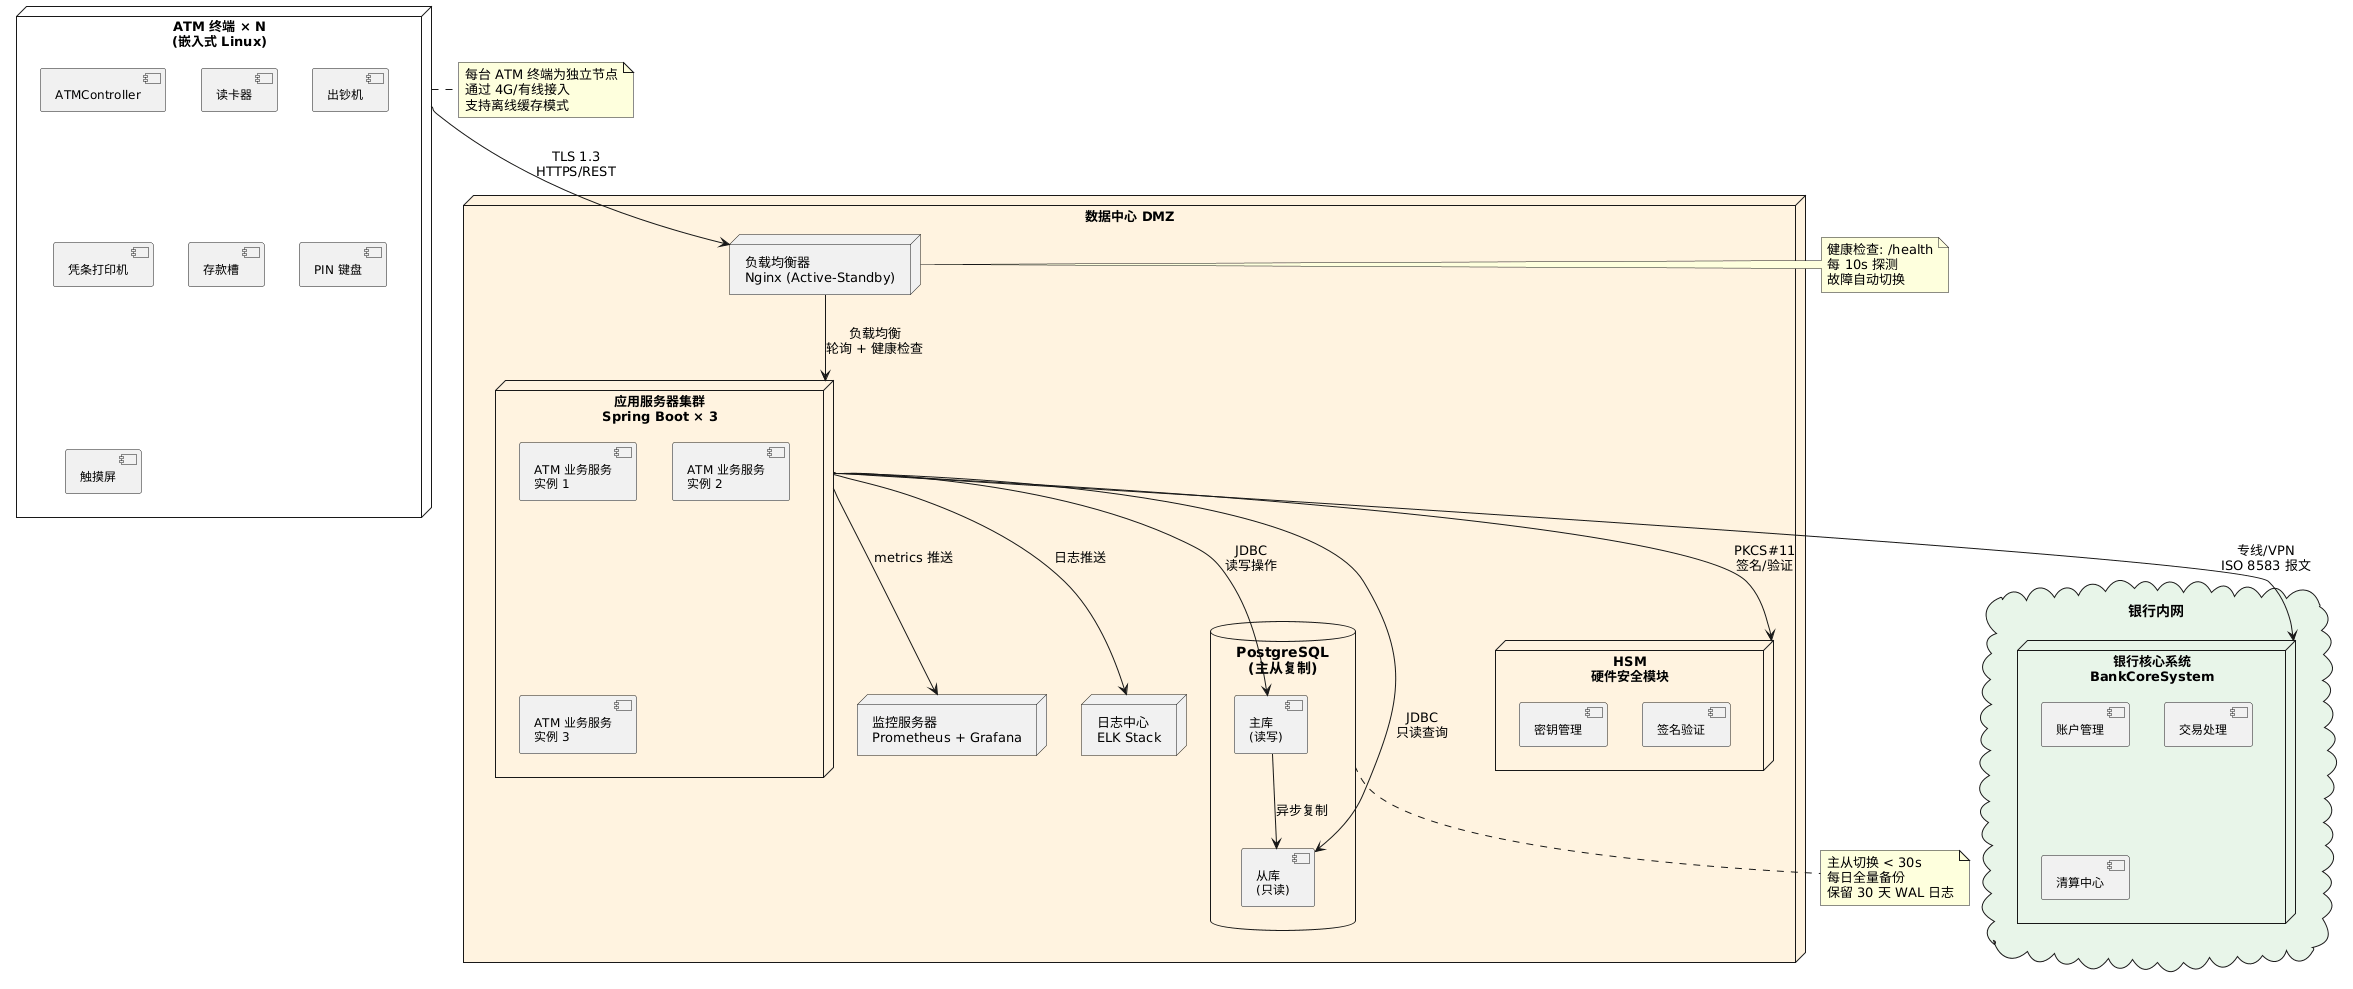 ATM 终端 × N
(嵌入式 Linux)
ATMController
读卡器
出钞机
凭条打印机
存款槽
PIN 键盘
触摸屏
每台 ATM 终端为独立节点
通过 4G/有线接入
支持离线缓存模式
TLS 1.3
HTTPS/REST
数据中心 DMZ
负载均衡器
Nginx (Active-Standby)
健康检查: /health
每 10s 探测
故障自动切换
负载均衡
轮询 + 健康检查
应用服务器集群
Spring Boot × 3
ATM 业务服务
实例 1
ATM 业务服务
实例 2
ATM 业务服务
实例 3
metrics 推送
日志推送
JDBC
读写操作
PKCS#11
签名/验证
专线/VPN
ISO 8583 报文
监控服务器
Prometheus + Grafana
日志中心
ELK Stack
PostgreSQL
(主从复制)
主库
(读写)
异步复制
从库
(只读)
JDBC
只读查询
HSM
硬件安全模块
密钥管理
签名验证
主从切换 < 30s
每日全量备份
保留 30 天 WAL 日志
银行内网
银行核心系统
BankCoreSystem
账户管理
交易处理
清算中心